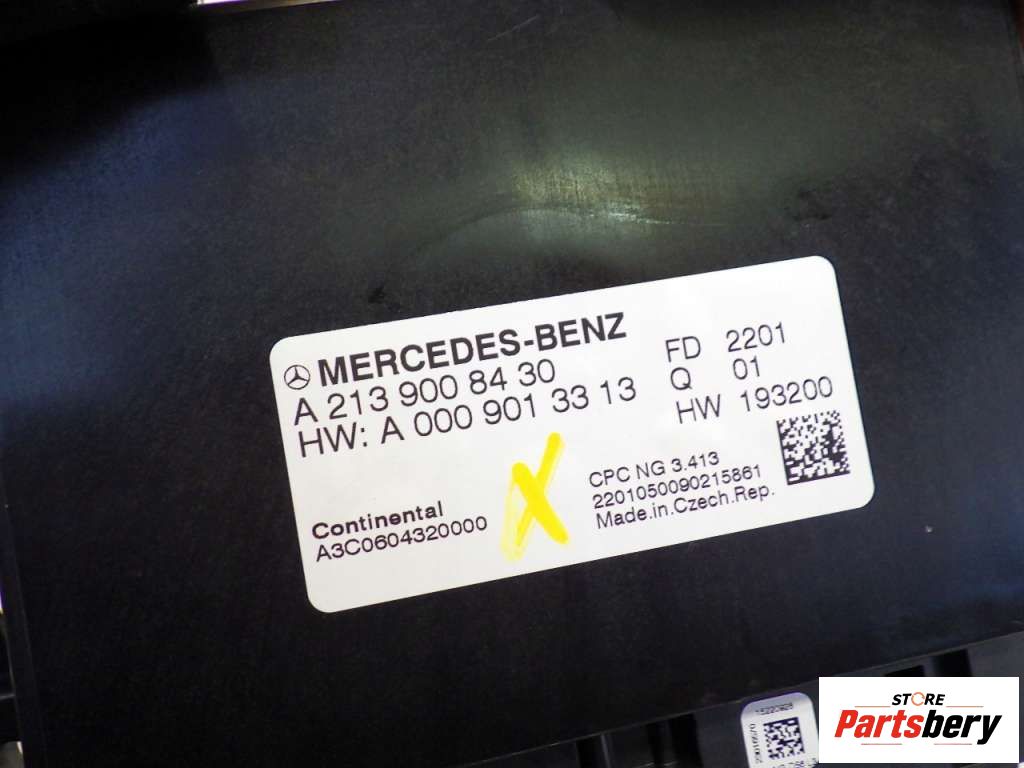 MERCEDES-BENZ
A 213 900 84 30
HW: A 000 901 33 13
FD 2201
Q 01
HW 193200
Continental
A3C0604320000
CPC NG 3.413
2201050090215861
Made.in.Czech.Rep.
STORE
Partsbery